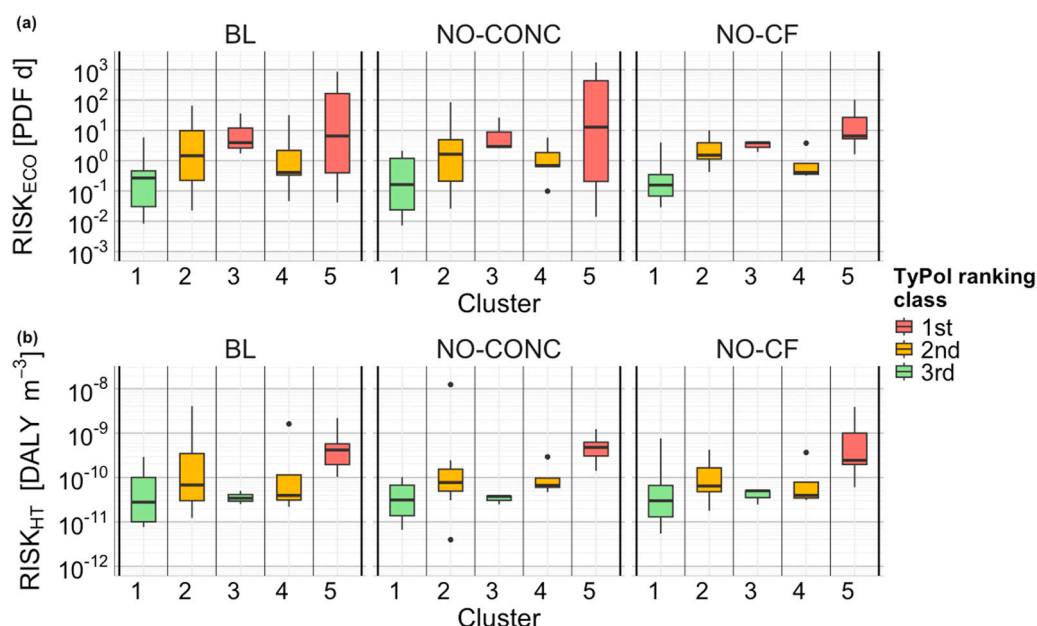 (a)
BL NO-CONC NO-CF
RISK_ECO [PDF d]
10³
10²
10¹
10⁰
10⁻¹
10⁻²
10⁻³
1 2 3 4 5 1 2 3 4 5 1 2 3 4 5
Cluster
TyPol ranking
class
1st
2nd
3rd
(b)
BL NO-CONC NO-CF
RISK_HT [DALY m⁻³]
10⁻⁸
10⁻⁹
10⁻¹⁰
10⁻¹¹
10⁻¹²
1 2 3 4 5 1 2 3 4 5 1 2 3 4 5
Cluster